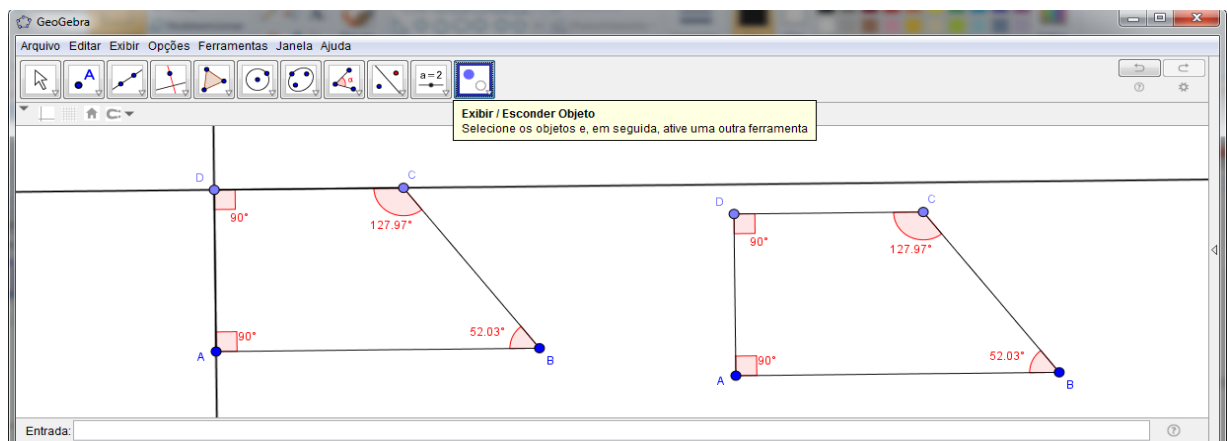 GeoGebra
Arquivo Editar Exibir Opções Ferramentas Janela Ajuda
A
α
a=2
Exibir / Esconder Objeto
Selecione os objetos e, em seguida, ative uma outra ferramenta
D
C
90°
127.97°
90°
52.03°
A
B
D
C
90°
127.97°
90°
52.03°
A
B
Entrada: